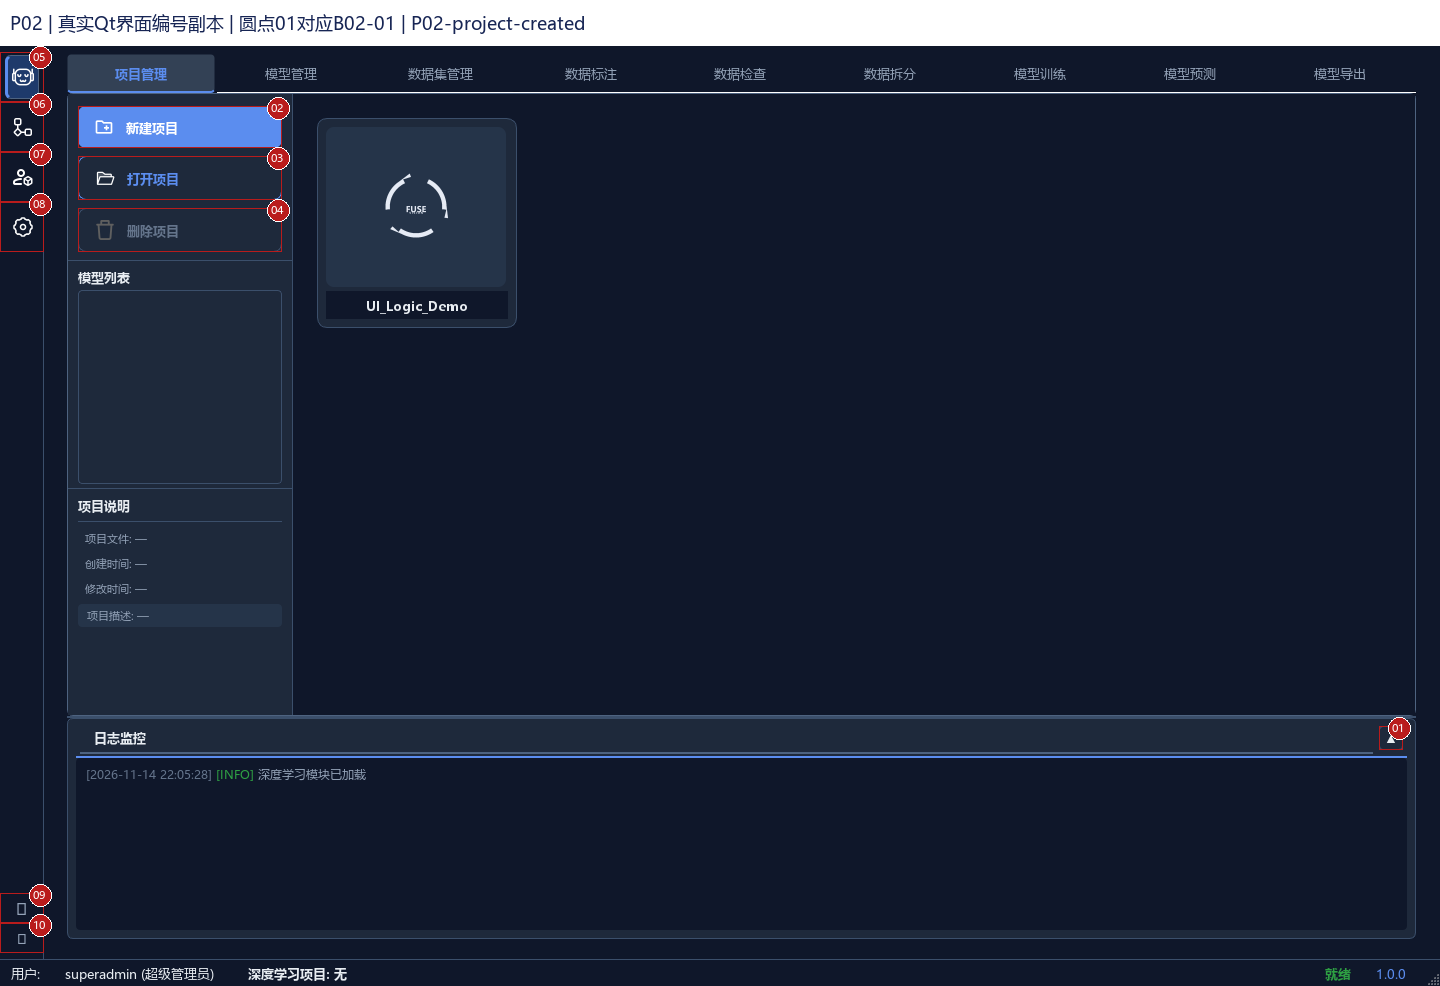 P02 | 真实Qt界面编号副本 | 圆点01对应B02-01 | P02-project-created
05
06
07
08
项目管理 模型管理 数据集管理 数据标注 数据检查 数据拆分 模型训练 模型预测 模型导出
02
新建项目
03
打开项目
04
删除项目
模型列表
FUSE
UI_Logic_Demo
项目说明
项目文件: —
创建时间: —
修改时间: —
项目描述: —
01
日志监控
[2026-11-14 22:05:28] [INFO] 深度学习模块已加载
09
10
用户: superadmin (超级管理员) 深度学习项目: 无 就绪 1.0.0